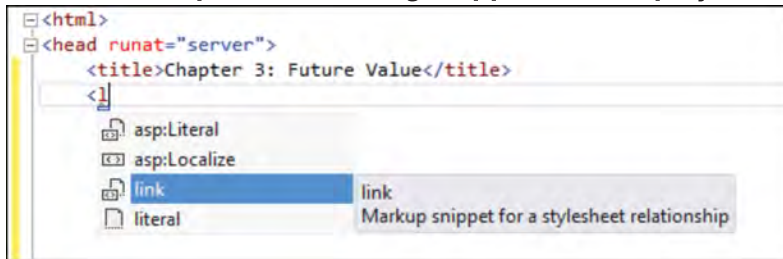 <html>
<head runat="server">
<title>Chapter 3: Future Value</title>
<l
asp:Literal
asp:Localize
link
link
Markup snippet for a stylesheet relationship
literal